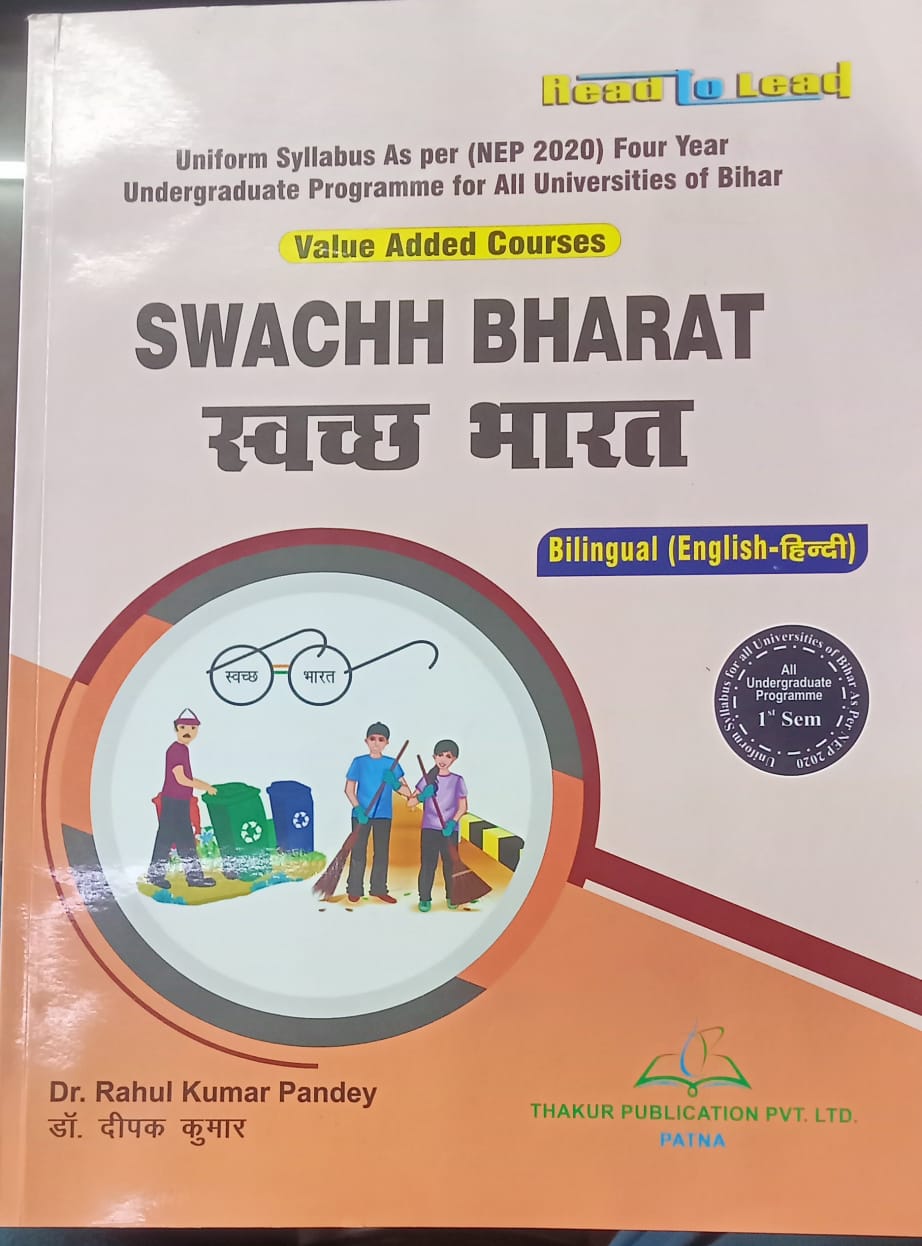 Read to Lead
Uniform Syllabus As per (NEP 2020) Four Year
Undergraduate Programme for All Universities of Bihar
Value Added Courses
SWACHH BHARAT
स्वच्छ भारत
Bilingual (English-हिन्दी)
स्वच्छ भारत
Uniform Syllabus for all Universities of Bihar As Per NEP 2020
All
Undergraduate
Programme
1st Sem
Dr. Rahul Kumar Pandey
डॉ. दीपक कुमार
THAKUR PUBLICATION PVT. LTD.
PATNA